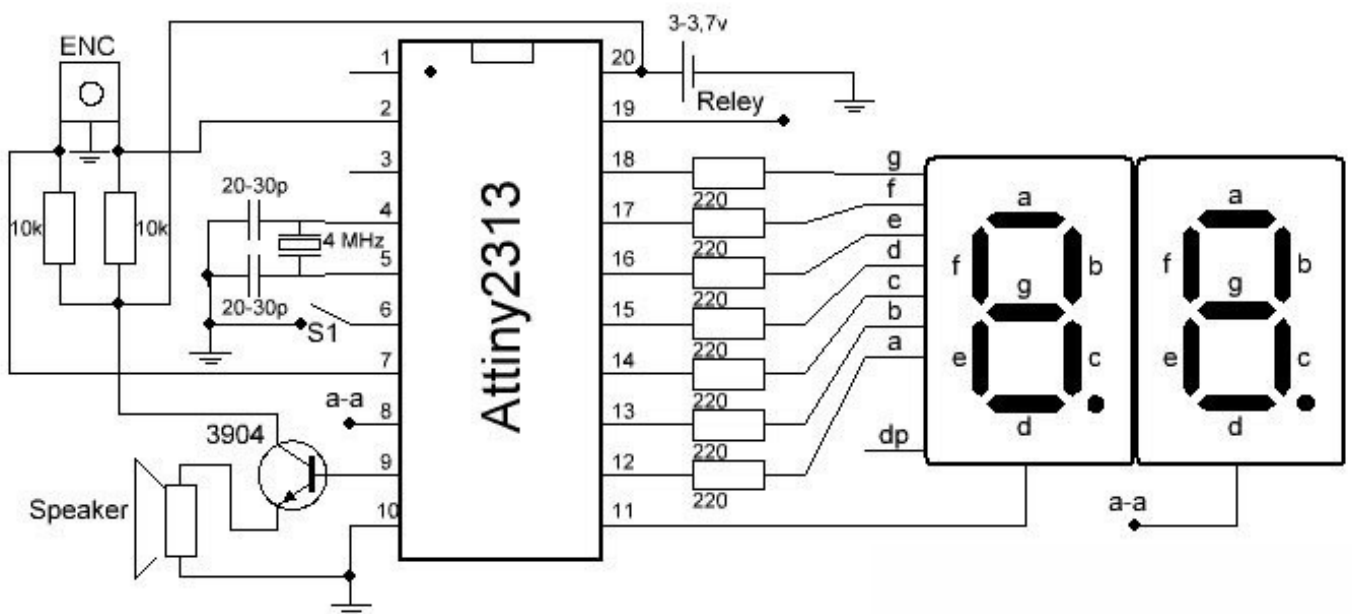 ENC
3-3,7v
Reley
1
2
3
4
5
6
7
8
9
10
20
19
18
17
16
15
14
13
12
11
Attiny2313
10k
10k
20-30p
4 MHz
20-30p
S1
a-a
3904
Speaker
220
220
220
220
220
220
220
g
f
e
d
c
b
a
dp
a
f
b
g
e
c
d
a
f
b
g
e
c
d
a-a